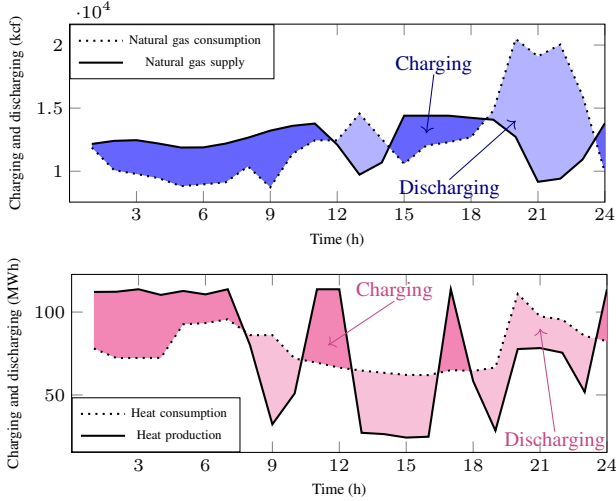 ·10⁴
2
1.5
1
Charging and discharging (kcf)
Natural gas consumption
Natural gas supply
Charging
Discharging
3 6 9 12 15 18 21 24
Time (h)
100
50
Charging and discharging (MWh)
Charging
Heat consumption
Heat production
Discharging
3 6 9 12 15 18 21 24
Time (h)